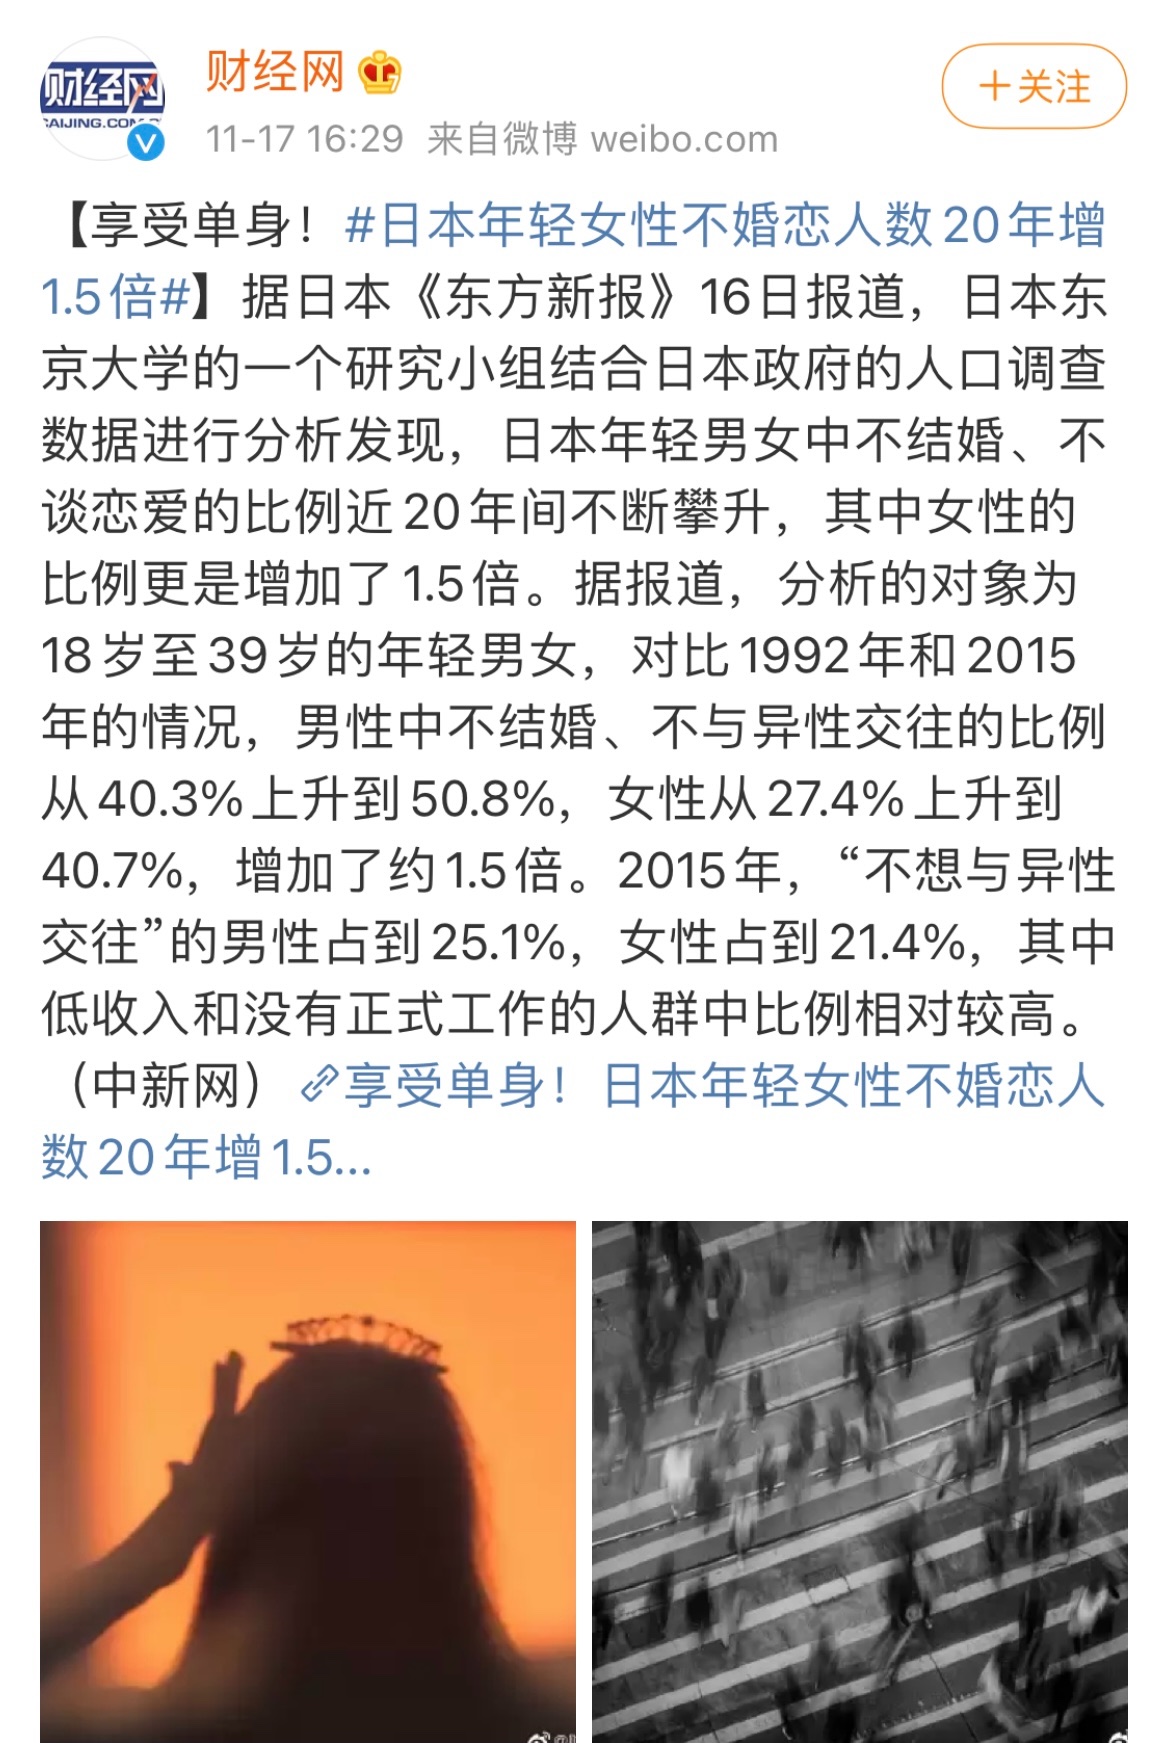 财经网
CAIJING.COM.C
财经网
+关注
11-17 16:29 来自微博 weibo.com
【享受单身！#日本年轻女性不婚恋人数20年增
1.5倍#】据日本《东方新报》16日报道，日本东
京大学的一个研究小组结合日本政府的人口调查
数据进行分析发现，日本年轻男女中不结婚、不
谈恋爱的比例近20年间不断攀升，其中女性的
比例更是增加了1.5倍。据报道，分析的对象为
18岁至39岁的年轻男女，对比1992年和2015
年的情况，男性中不结婚、不与异性交往的比例
从40.3%上升到50.8%，女性从27.4%上升到
40.7%，增加了约1.5倍。2015年，“不想与异性
交往”的男性占到25.1%，女性占到21.4%，其中
低收入和没有正式工作的人群中比例相对较高。
（中新网）享受单身！日本年轻女性不婚恋人
数20年增1.5...